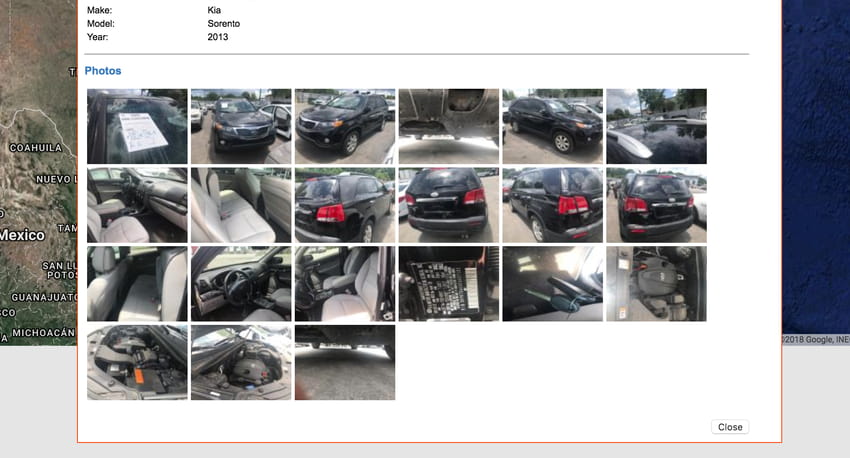 Make: Kia
Model: Sorento
Year: 2013
Photos
COAHUILA
NUEVO L
TAM
Mexico
SAN LU
POTOS
GUANAJUATO
CO
MICHOACÁN
Close
©2018 Google, INE